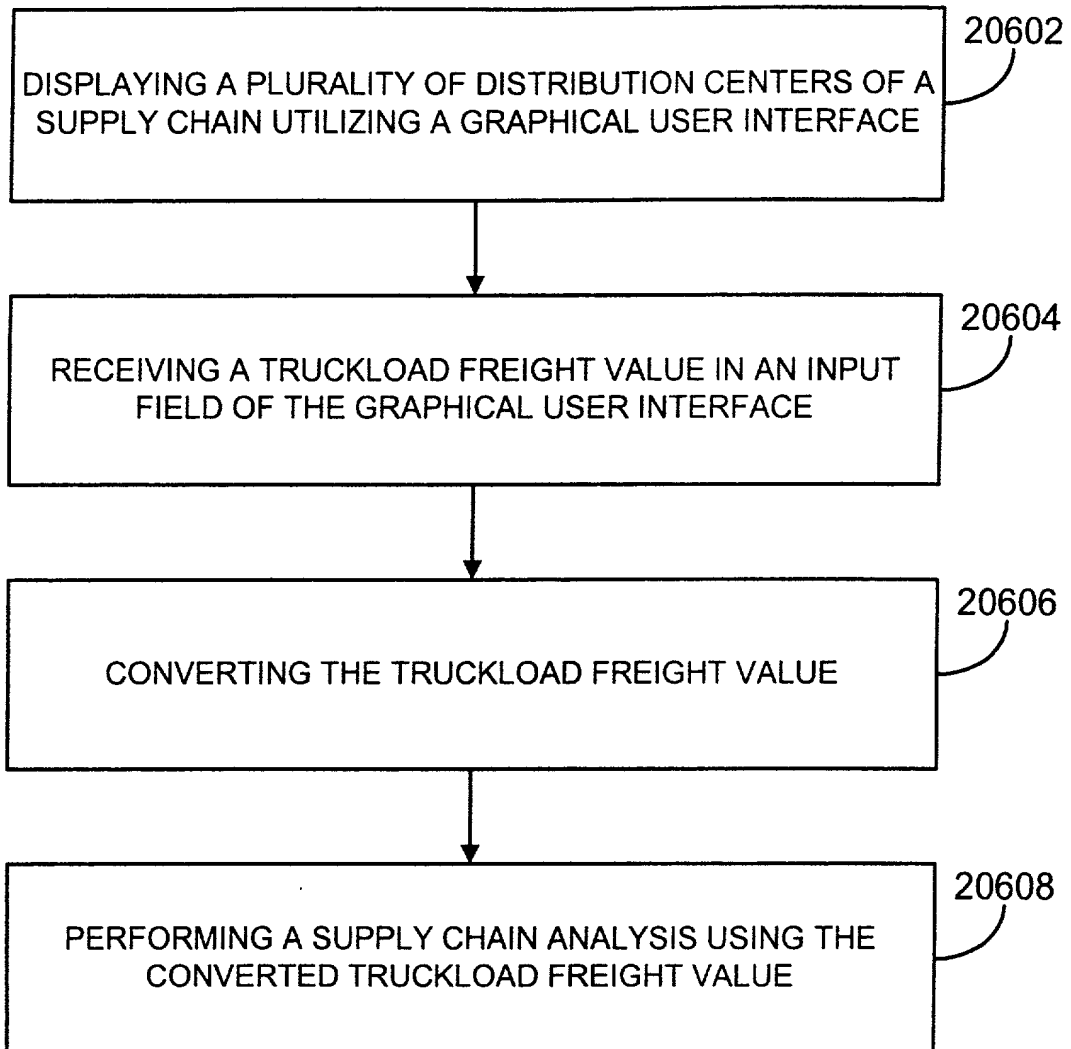 20602
DISPLAYING A PLURALITY OF DISTRIBUTION CENTERS OF A
SUPPLY CHAIN UTILIZING A GRAPHICAL USER INTERFACE
20604
RECEIVING A TRUCKLOAD FREIGHT VALUE IN AN INPUT
FIELD OF THE GRAPHICAL USER INTERFACE
20606
CONVERTING THE TRUCKLOAD FREIGHT VALUE
20608
PERFORMING A SUPPLY CHAIN ANALYSIS USING THE
CONVERTED TRUCKLOAD FREIGHT VALUE